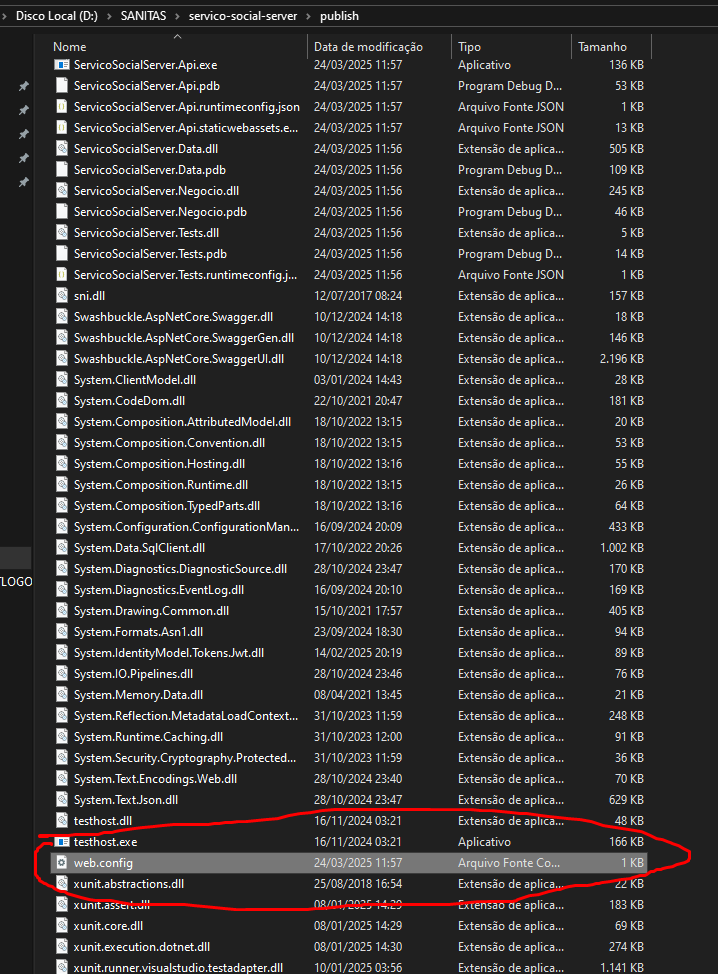 Disco Local (D:) > SANITAS > servico-social-server > publish
Nome Data de modificação Tipo Tamanho
ServicoSocialServer.Api.exe 24/03/2025 11:57 Aplicativo 136 KB
ServicoSocialServer.Api.pdb 24/03/2025 11:57 Program Debug D... 53 KB
ServicoSocialServer.Api.runtimeconfig.json 24/03/2025 11:57 Arquivo Fonte JSON 1 KB
ServicoSocialServer.Api.staticwebassets.e... 24/03/2025 11:57 Arquivo Fonte JSON 13 KB
ServicoSocialServer.Data.dll 24/03/2025 11:56 Extensão de aplica... 505 KB
ServicoSocialServer.Data.pdb 24/03/2025 11:56 Program Debug D... 109 KB
ServicoSocialServer.Negocio.dll 24/03/2025 11:56 Extensão de aplica... 245 KB
ServicoSocialServer.Negocio.pdb 24/03/2025 11:56 Program Debug D... 46 KB
ServicoSocialServer.Tests.dll 24/03/2025 11:56 Extensão de aplica... 5 KB
ServicoSocialServer.Tests.pdb 24/03/2025 11:56 Program Debug D... 14 KB
ServicoSocialServer.Tests.runtimeconfig.j... 24/03/2025 11:56 Arquivo Fonte JSON 1 KB
sni.dll 12/07/2017 08:24 Extensão de aplica... 157 KB
Swashbuckle.AspNetCore.Swagger.dll 10/12/2024 14:18 Extensão de aplica... 18 KB
Swashbuckle.AspNetCore.SwaggerGen.dll 10/12/2024 14:18 Extensão de aplica... 146 KB
Swashbuckle.AspNetCore.SwaggerUI.dll 10/12/2024 14:18 Extensão de aplica... 2.196 KB
System.ClientModel.dll 03/01/2024 14:43 Extensão de aplica... 28 KB
System.CodeDom.dll 22/10/2021 20:47 Extensão de aplica... 181 KB
System.Composition.AttributedModel.dll 18/10/2022 13:15 Extensão de aplica... 20 KB
System.Composition.Convention.dll 18/10/2022 13:15 Extensão de aplica... 53 KB
System.Composition.Hosting.dll 18/10/2022 13:16 Extensão de aplica... 55 KB
System.Composition.Runtime.dll 18/10/2022 13:15 Extensão de aplica... 26 KB
System.Composition.TypedParts.dll 18/10/2022 13:16 Extensão de aplica... 64 KB
System.Configuration.ConfigurationMan... 16/09/2024 20:09 Extensão de aplica... 433 KB
System.Data.SqlClient.dll 17/10/2022 20:26 Extensão de aplica... 1.002 KB
System.Diagnostics.DiagnosticSource.dll 28/10/2024 23:47 Extensão de aplica... 170 KB
TLOGO
System.Diagnostics.EventLog.dll 16/09/2024 20:10 Extensão de aplica... 169 KB
System.Drawing.Common.dll 15/10/2021 17:57 Extensão de aplica... 405 KB
System.Formats.Asn1.dll 23/09/2024 18:30 Extensão de aplica... 94 KB
System.IdentityModel.Tokens.Jwt.dll 14/02/2025 20:19 Extensão de aplica... 89 KB
System.IO.Pipelines.dll 28/10/2024 23:46 Extensão de aplica... 76 KB
System.Memory.Data.dll 08/04/2021 13:45 Extensão de aplica... 21 KB
System.Reflection.MetadataLoadContext... 31/10/2023 11:59 Extensão de aplica... 248 KB
System.Runtime.Caching.dll 31/10/2023 12:00 Extensão de aplica... 91 KB
System.Security.Cryptography.Protected... 31/10/2023 11:59 Extensão de aplica... 36 KB
System.Text.Encodings.Web.dll 28/10/2024 23:40 Extensão de aplica... 70 KB
System.Text.Json.dll 28/10/2024 23:47 Extensão de aplica... 629 KB
testhost.dll 16/11/2024 03:21 Extensão de aplica... 48 KB
testhost.exe 16/11/2024 03:21 Aplicativo 166 KB
web.config 24/03/2025 11:57 Arquivo Fonte Co... 1 KB
xunit.abstractions.dll 25/08/2018 16:54 Extensão de aplica... 22 KB
xunit.assert.dll 08/01/2025 14:29 Extensão de aplica... 183 KB
xunit.core.dll 08/01/2025 14:29 Extensão de aplica... 69 KB
xunit.execution.dotnet.dll 08/01/2025 14:30 Extensão de aplica... 274 KB
xunit.runner.visualstudio.testadapter.dll 10/01/2025 03:56 Extensão de aplica... 1.141 KB